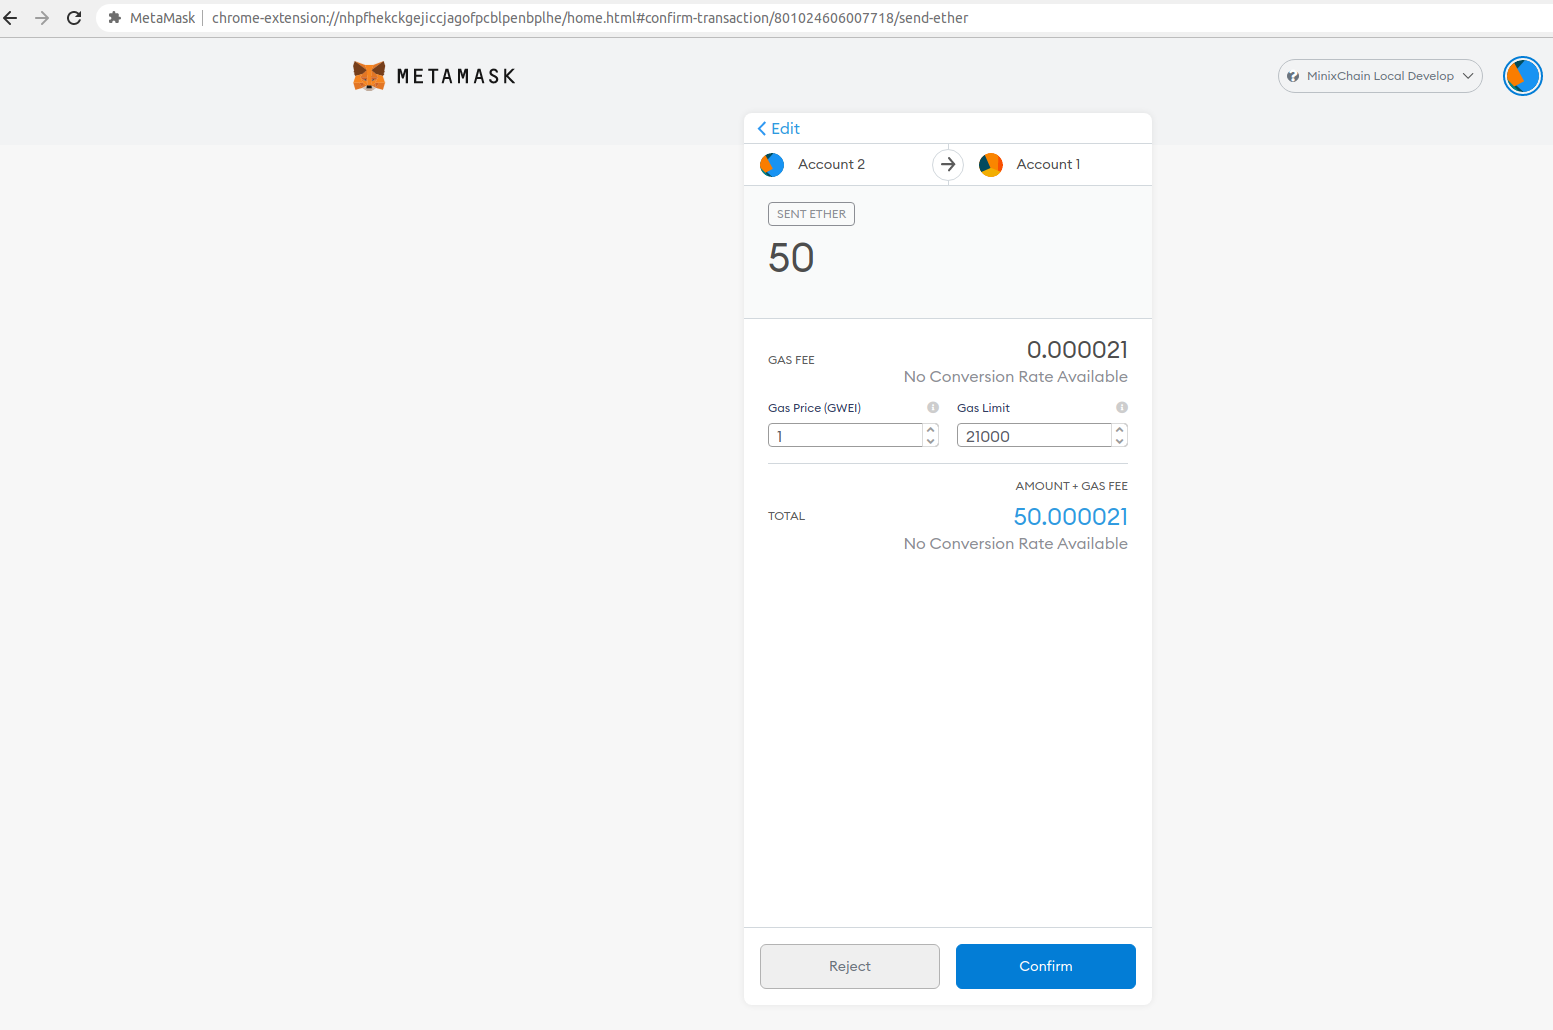 MetaMask | chrome-extension://nhpfhekckgejiccjagofpcblpenbplhe/home.html#confirm-transaction/801024606007718/send-ether
METAMASK
MinixChain Local Develop
Edit
Account 2
Account 1
SENT ETHER
50
GAS FEE
0.000021
No Conversion Rate Available
Gas Price (GWEI)
Gas Limit
1
21000
AMOUNT + GAS FEE
TOTAL
50.000021
No Conversion Rate Available
Reject
Confirm